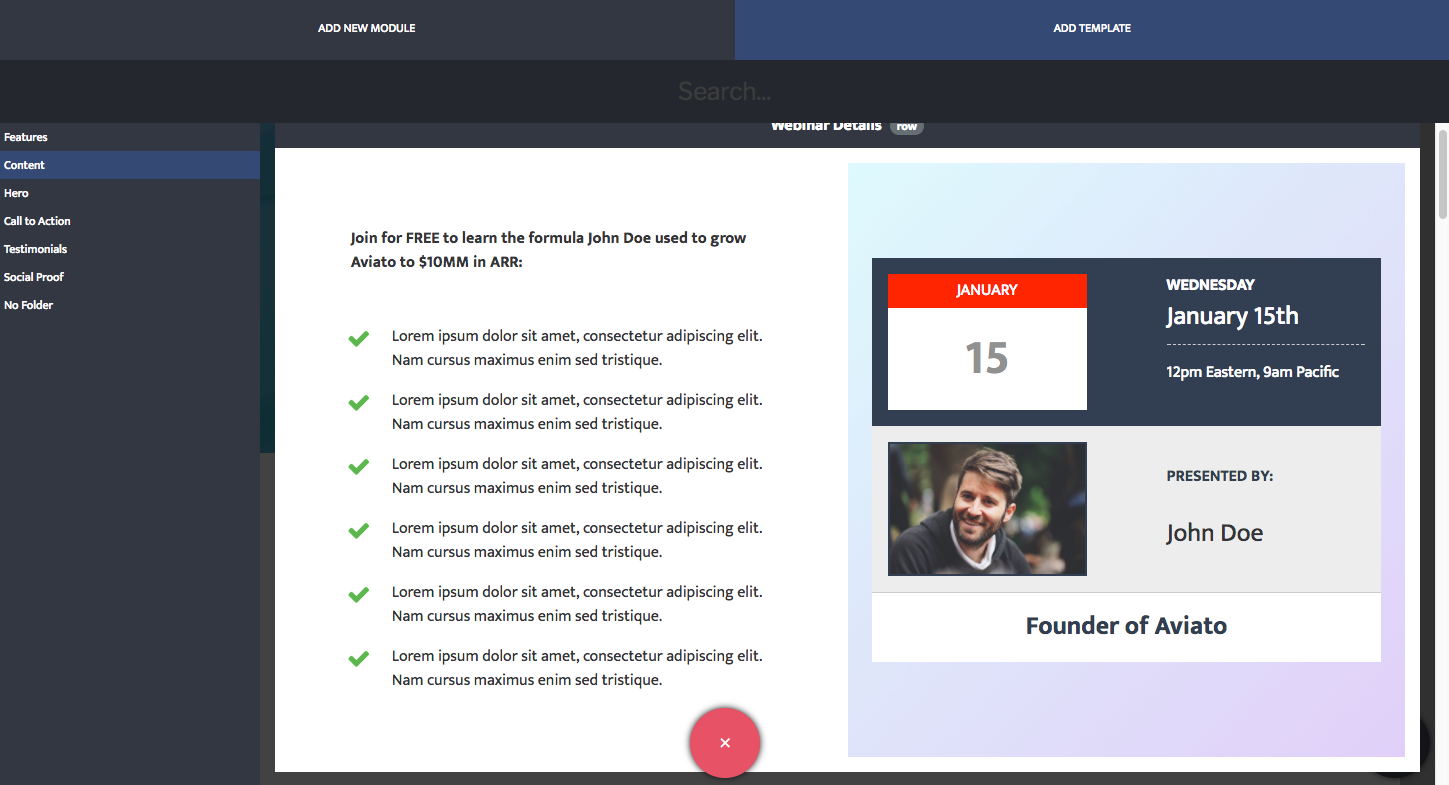 ADD NEW MODULE
ADD TEMPLATE
Search...
Features
Content
Hero
Call to Action
Testimonials
Social Proof
No Folder
Webinar Details row
Join for FREE to learn the formula John Doe used to grow
Aviato to $10MM in ARR:
Lorem ipsum dolor sit amet, consectetur adipiscing elit.
Nam cursus maximus enim sed tristique.
Lorem ipsum dolor sit amet, consectetur adipiscing elit.
Nam cursus maximus enim sed tristique.
Lorem ipsum dolor sit amet, consectetur adipiscing elit.
Nam cursus maximus enim sed tristique.
Lorem ipsum dolor sit amet, consectetur adipiscing elit.
Nam cursus maximus enim sed tristique.
Lorem ipsum dolor sit amet, consectetur adipiscing elit.
Nam cursus maximus enim sed tristique.
Lorem ipsum dolor sit amet, consectetur adipiscing elit.
Nam cursus maximus enim sed tristique.
JANUARY
15
WEDNESDAY
January 15th
12pm Eastern, 9am Pacific
PRESENTED BY:
John Doe
Founder of Aviato